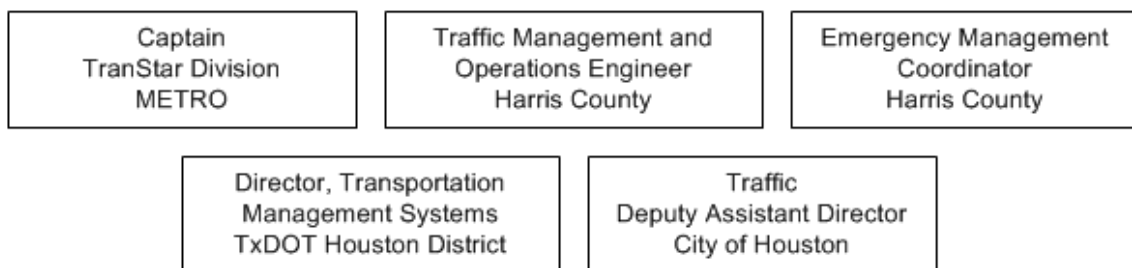 Captain
TranStar Division
METRO
Traffic Management and
Operations Engineer
Harris County
Emergency Management
Coordinator
Harris County
Director, Transportation
Management Systems
TxDOT Houston District
Traffic
Deputy Assistant Director
City of Houston